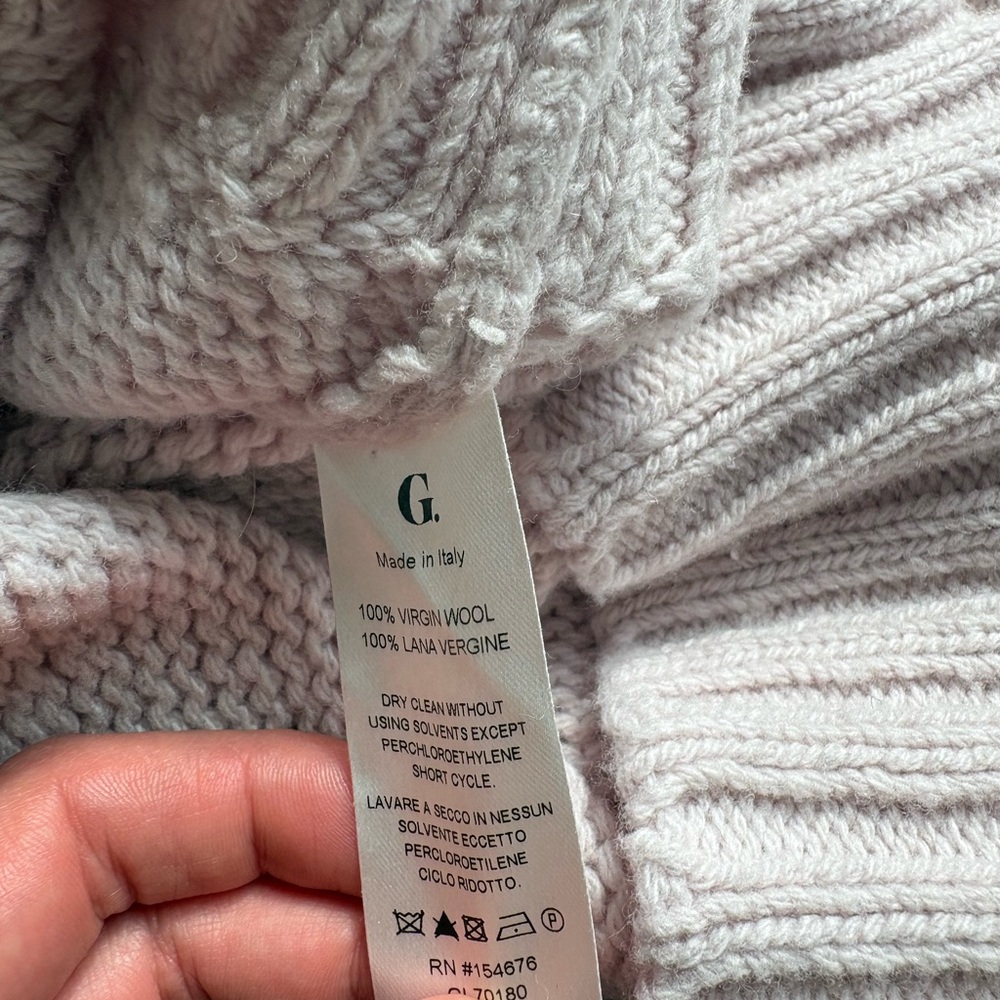 G.
Made in Italy
100% VIRGIN WOOL
100% LANA VERGINE
DRY CLEAN WITHOUT
USING SOLVENTS EXCEPT
PERCHLOROETHYLENE
SHORT CYCLE.
LAVARE A SECCO IN NESSUN
SOLVENTE ECCETTO
PERCLOROETILENE
CICLO RIDOTTO.
P
RN #154676